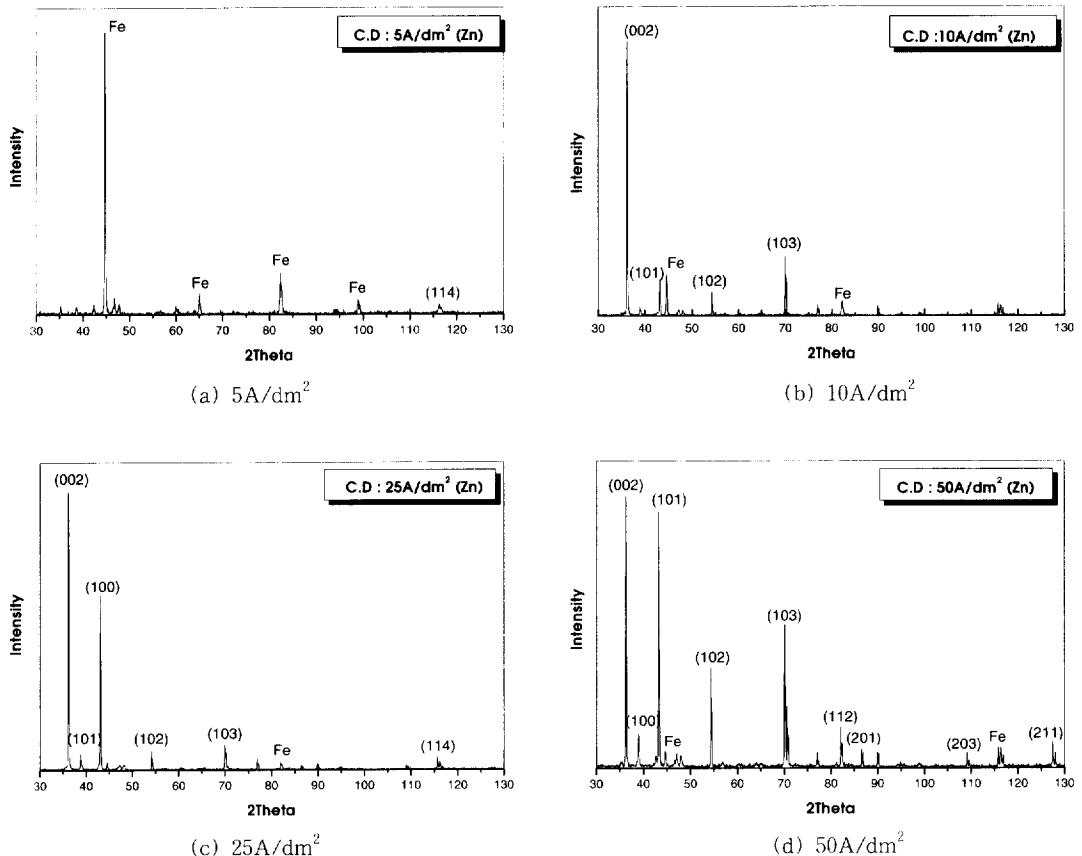 C.D : 5A/dm² (Zn)
Fe
Fe
Fe
Fe
(114)
Intensity
30 40 50 60 70 80 90 100 110 120 130
2Theta
(a) 5A/dm²
C.D :10A/dm² (Zn)
(002)
(101)
Fe
(102)
(103)
Fe
Intensity
30 40 50 60 70 80 90 100 110 120 130
2Theta
(b) 10A/dm²
C.D : 25A/dm² (Zn)
(002)
(100)
(101)
(102)
(103)
Fe
(114)
Intensity
30 40 50 60 70 80 90 100 110 120 130
2Theta
(c) 25A/dm²
C.D : 50A/dm² (Zn)
(002)
(101)
(100)
Fe
(102)
(103)
(112)
(201)
(203)
Fe
(211)
Intensity
30 40 50 60 70 80 90 100 110 120 130
2Theta
(d) 50A/dm²